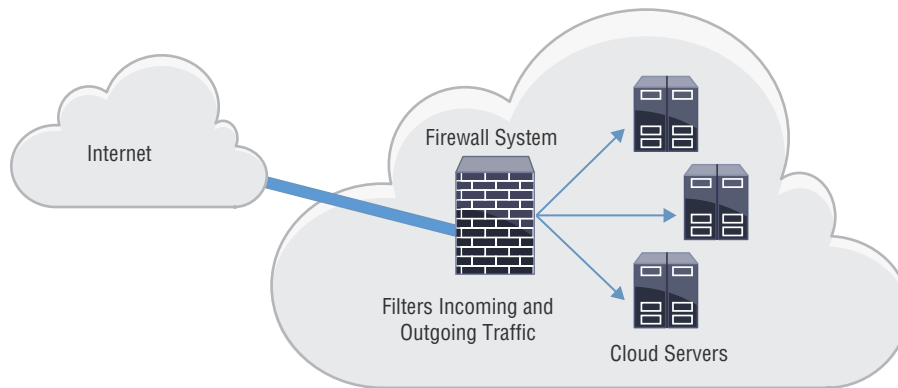 Internet
Firewall System
Filters Incoming and
Outgoing Traffic
Cloud Servers